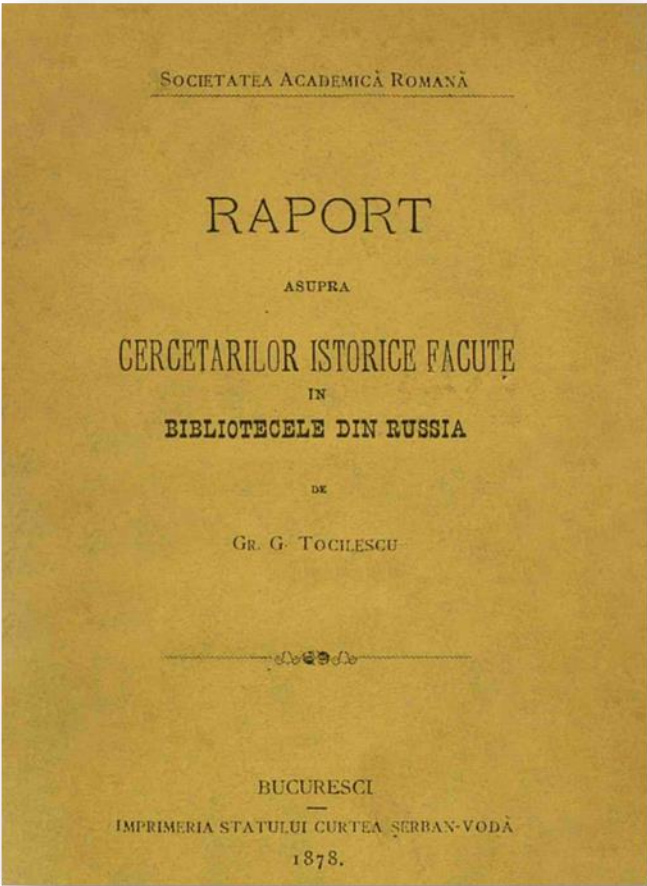 SOCIETATEA ACADEMICĂ ROMANĂ
RAPORT
ASUPRA
CERCETARILOR ISTORICE FACUTE
IN
BIBLIOTECELE DIN RUSSIA
DE
GR. G. TOCILESCU
BUCURESCI
IMPRIMERIA STATULUI CURTEA ȘERBAN-VODĂ
1878.